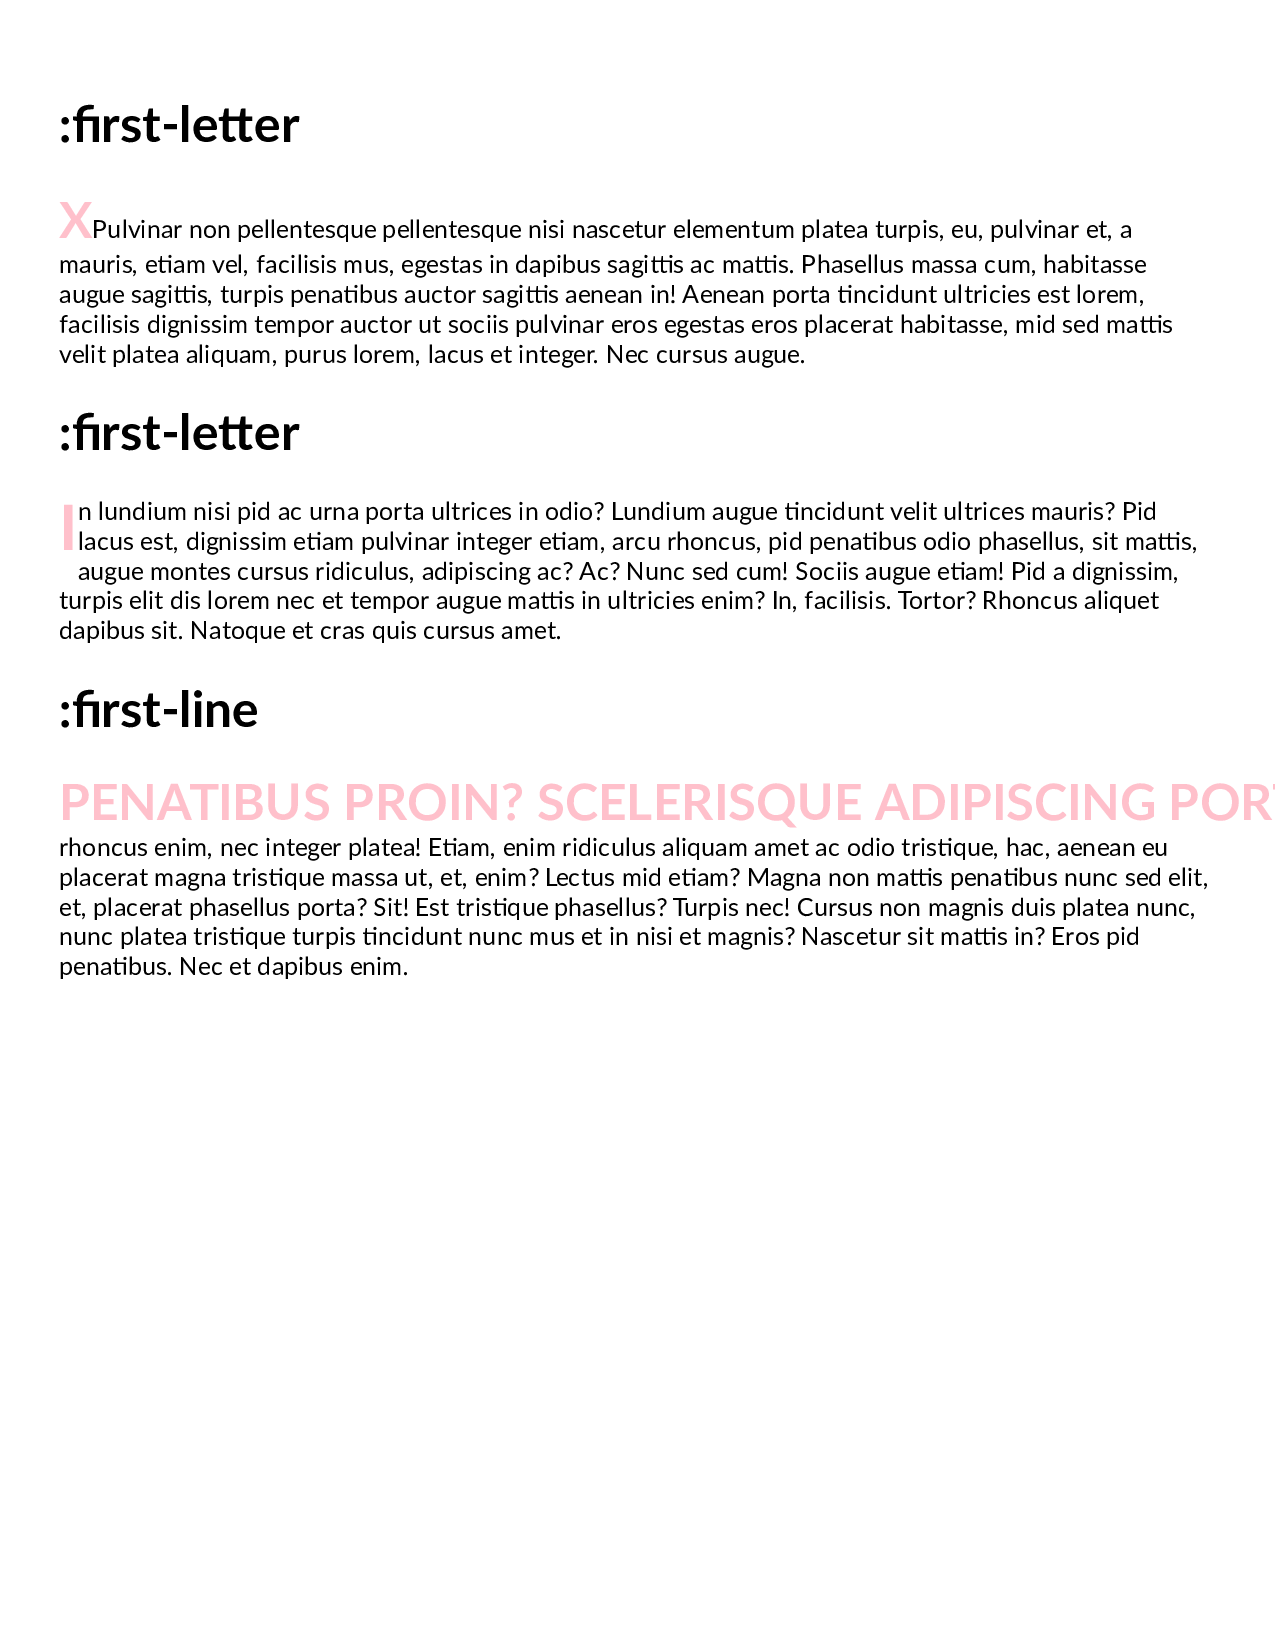 :first-letter
XPulvinar non pellentesque pellentesque nisi nascetur elementum platea turpis, eu, pulvinar et, a
mauris, etiam vel, facilisis mus, egestas in dapibus sagittis ac mattis. Phasellus massa cum, habitasse
augue sagittis, turpis penatibus auctor sagittis aenean in! Aenean porta tincidunt ultricies est lorem,
facilisis dignissim tempor auctor ut sociis pulvinar eros egestas eros placerat habitasse, mid sed mattis
velit platea aliquam, purus lorem, lacus et integer. Nec cursus augue.
:first-letter
In lundium nisi pid ac urna porta ultrices in odio? Lundium augue tincidunt velit ultrices mauris? Pid
lacus est, dignissim etiam pulvinar integer etiam, arcu rhoncus, pid penatibus odio phasellus, sit mattis,
augue montes cursus ridiculus, adipiscing ac? Ac? Nunc sed cum! Sociis augue etiam! Pid a dignissim,
turpis elit dis lorem nec et tempor augue mattis in ultricies enim? In, facilisis. Tortor? Rhoncus aliquet
dapibus sit. Natoque et cras quis cursus amet.
:first-line
PENATIBUS PROIN? SCELERISQUE ADIPISCING
rhoncus enim, nec integer platea! Etiam, enim ridiculus aliquam amet ac odio tristique, hac, aenean eu
placerat magna tristique massa ut, et, enim? Lectus mid etiam? Magna non mattis penatibus nunc sed elit,
et, placerat phasellus porta? Sit! Est tristique phasellus? Turpis nec! Cursus non magnis duis platea nunc,
nunc platea tristique turpis tincidunt nunc mus et in nisi et magnis? Nascetur sit mattis in? Eros pid
penatibus. Nec et dapibus enim.